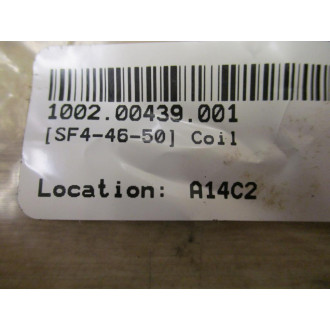 1002.00439.001
[SF4-46-50] Coil
Location: A14C2